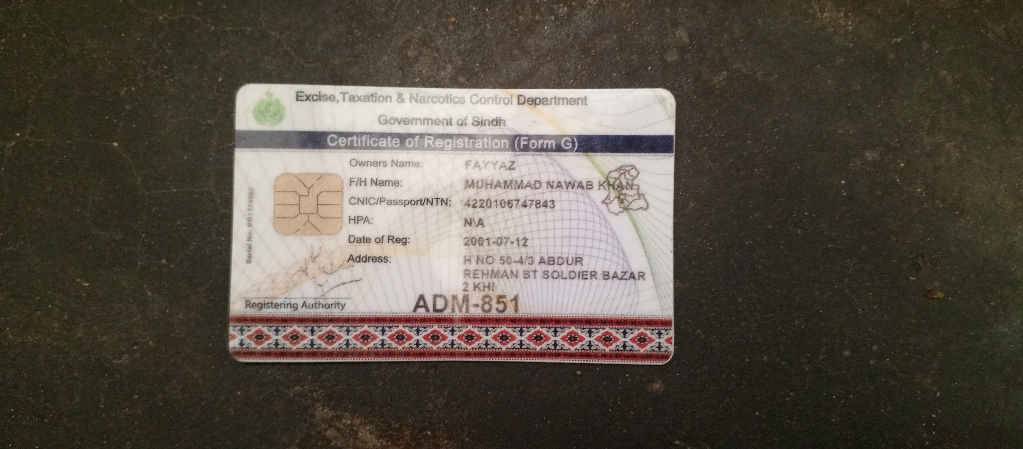 Excise,Taxation & Narcotics Control Department
Government of Sindh
Certificate of Registration (Form G)
Owners Name: FAYYAZ
F/H Name: MUHAMMAD NAWAB KHAN
CNIC/Passport/NTN: 4220106747843
HPA: N\A
Date of Reg: 2001-07-12
Address: H NO 50-4/3 ABDUR
REHMAN ST SOLDIER BAZAR
2 KHI
Registering Authority
ADM-851
Serial No.